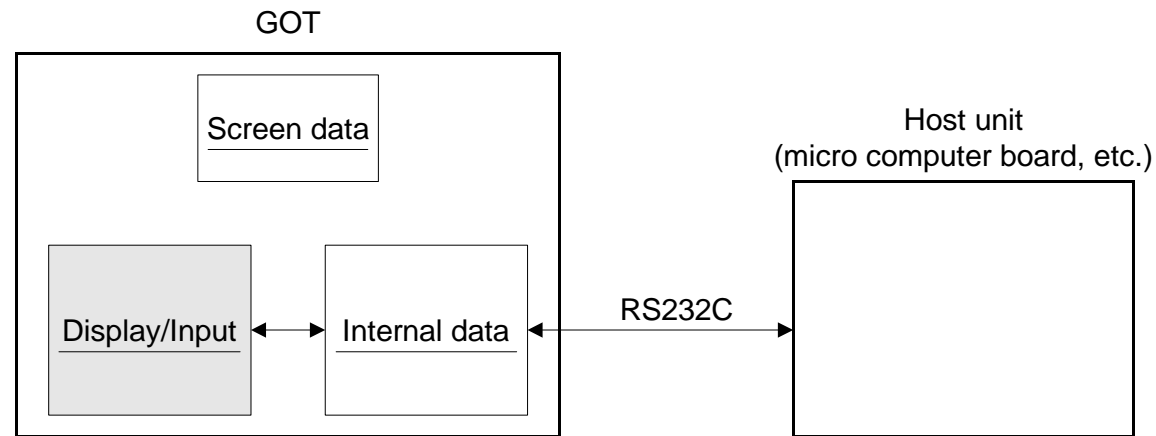 GOT
Screen data
Host unit
(micro computer board, etc.)
Display/Input
Internal data
RS232C